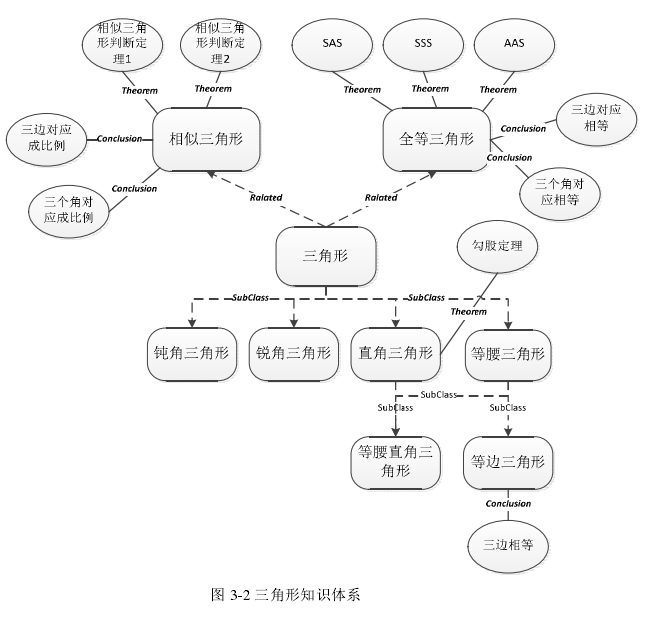 相似三角
形判断定
理1
相似三角
形判断定
理2
SAS
SSS
AAS
Theorem
Theorem
Theorem
Theorem
Theorem
三边对应
成比例
Conclusion
相似三角形
全等三角形
Conclusion
三边对应
相等
Conclusion
Conclusion
三个角对
应成比例
三个角对
应相等
Ralated
Ralated
三角形
勾股定理
SubClass
SubClass
Theorem
钝角三角形
锐角三角形
直角三角形
等腰三角形
SubClass
SubClass
SubClass
等腰直角三
角形
等边三角形
Conclusion
三边相等
图 3-2 三角形知识体系